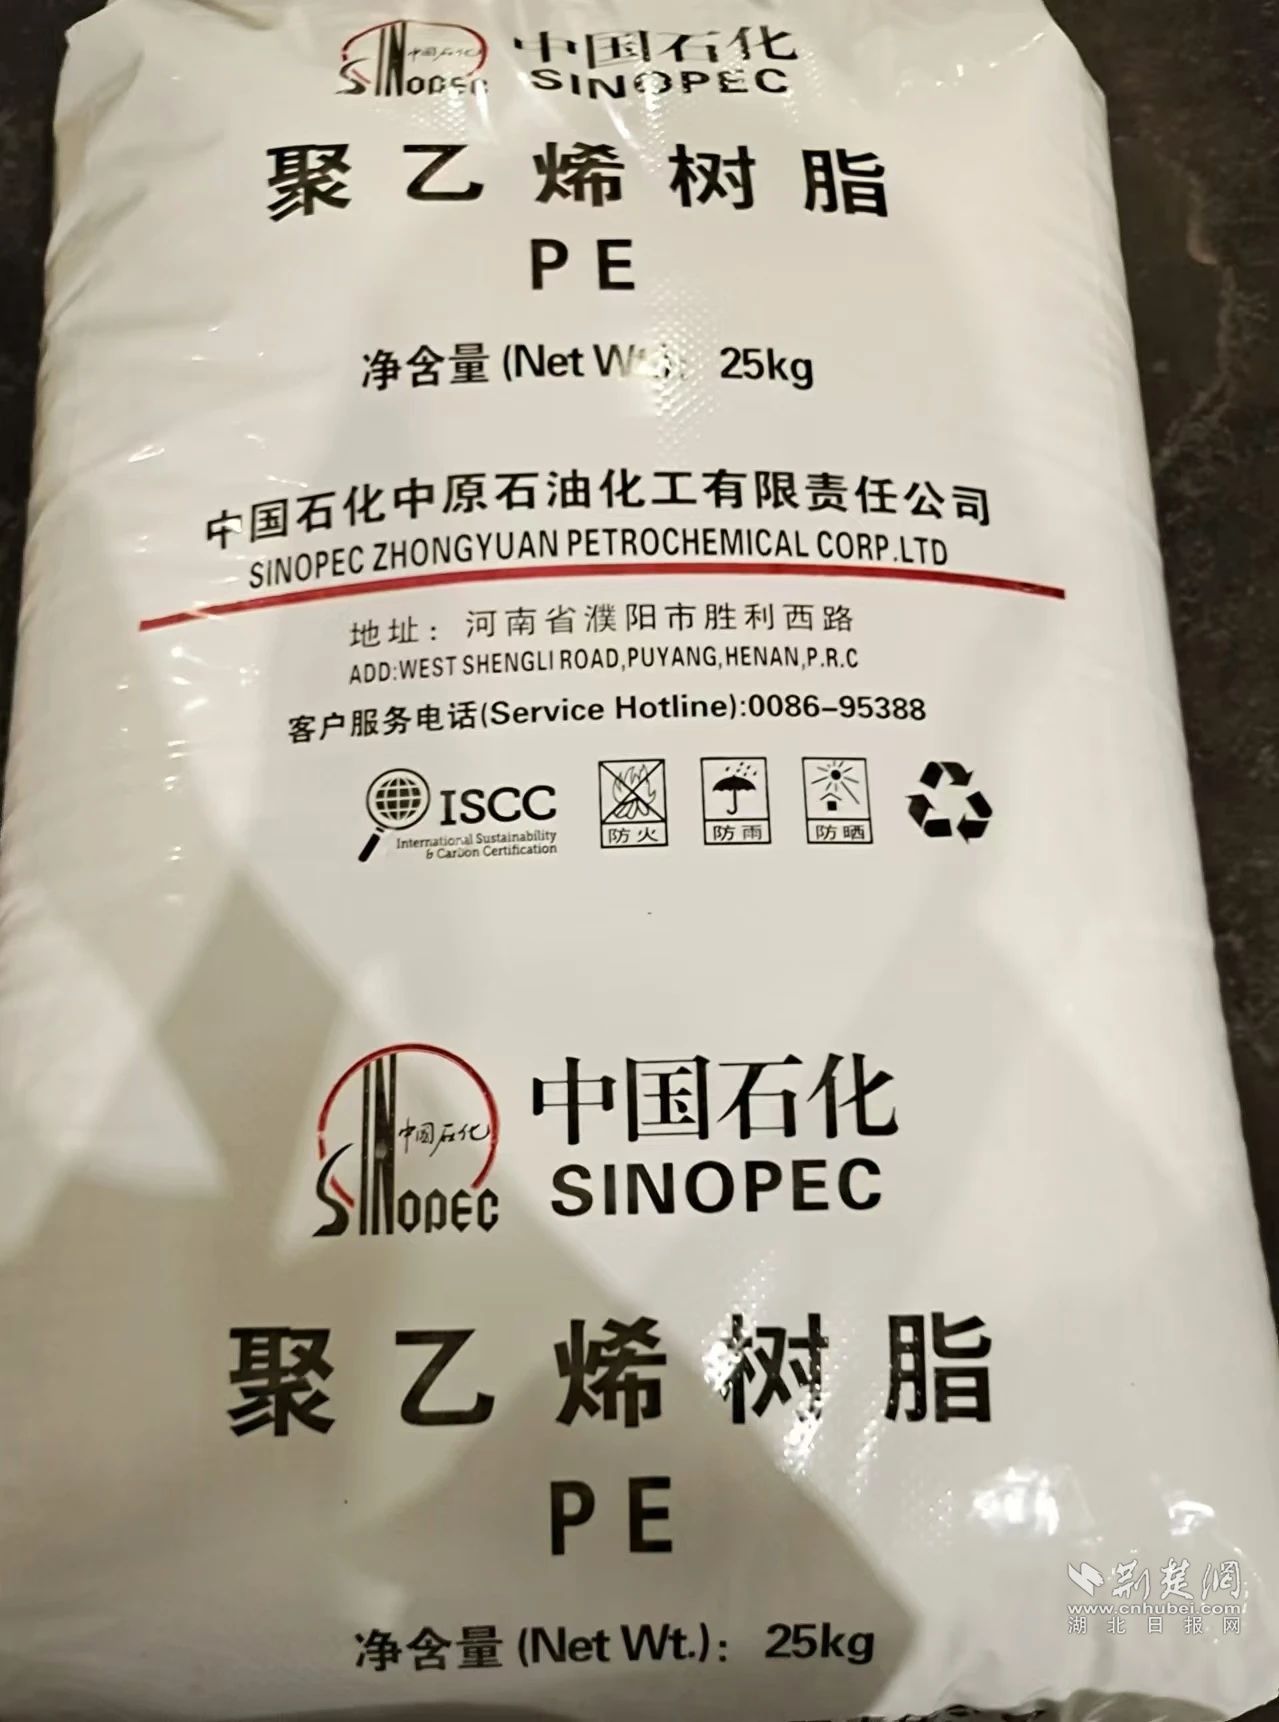 SINOPEC 中国石化
中国石化
SINOPEC
聚乙烯树脂
PE
净含量(Net Wt.): 25kg
中国石化中原石油化工有限责任公司
SINOPEC ZHONGYUAN PETROCHEMICAL CORP.LTD
地址：河南省濮阳市胜利西路
ADD:WEST SHENGLI ROAD,PUYANG,HENAN,P.R.C
客户服务电话(Service Hotline):0086-95388
ISCC
International Sustainability
& Carbon Certification
防火
防雨
防晒
SINOPEC 中国石化
中国石化
SINOPEC
聚乙烯树脂
PE
净含量(Net Wt.): 25kg
荆楚网
www.cnhubei.com
湖北日报网